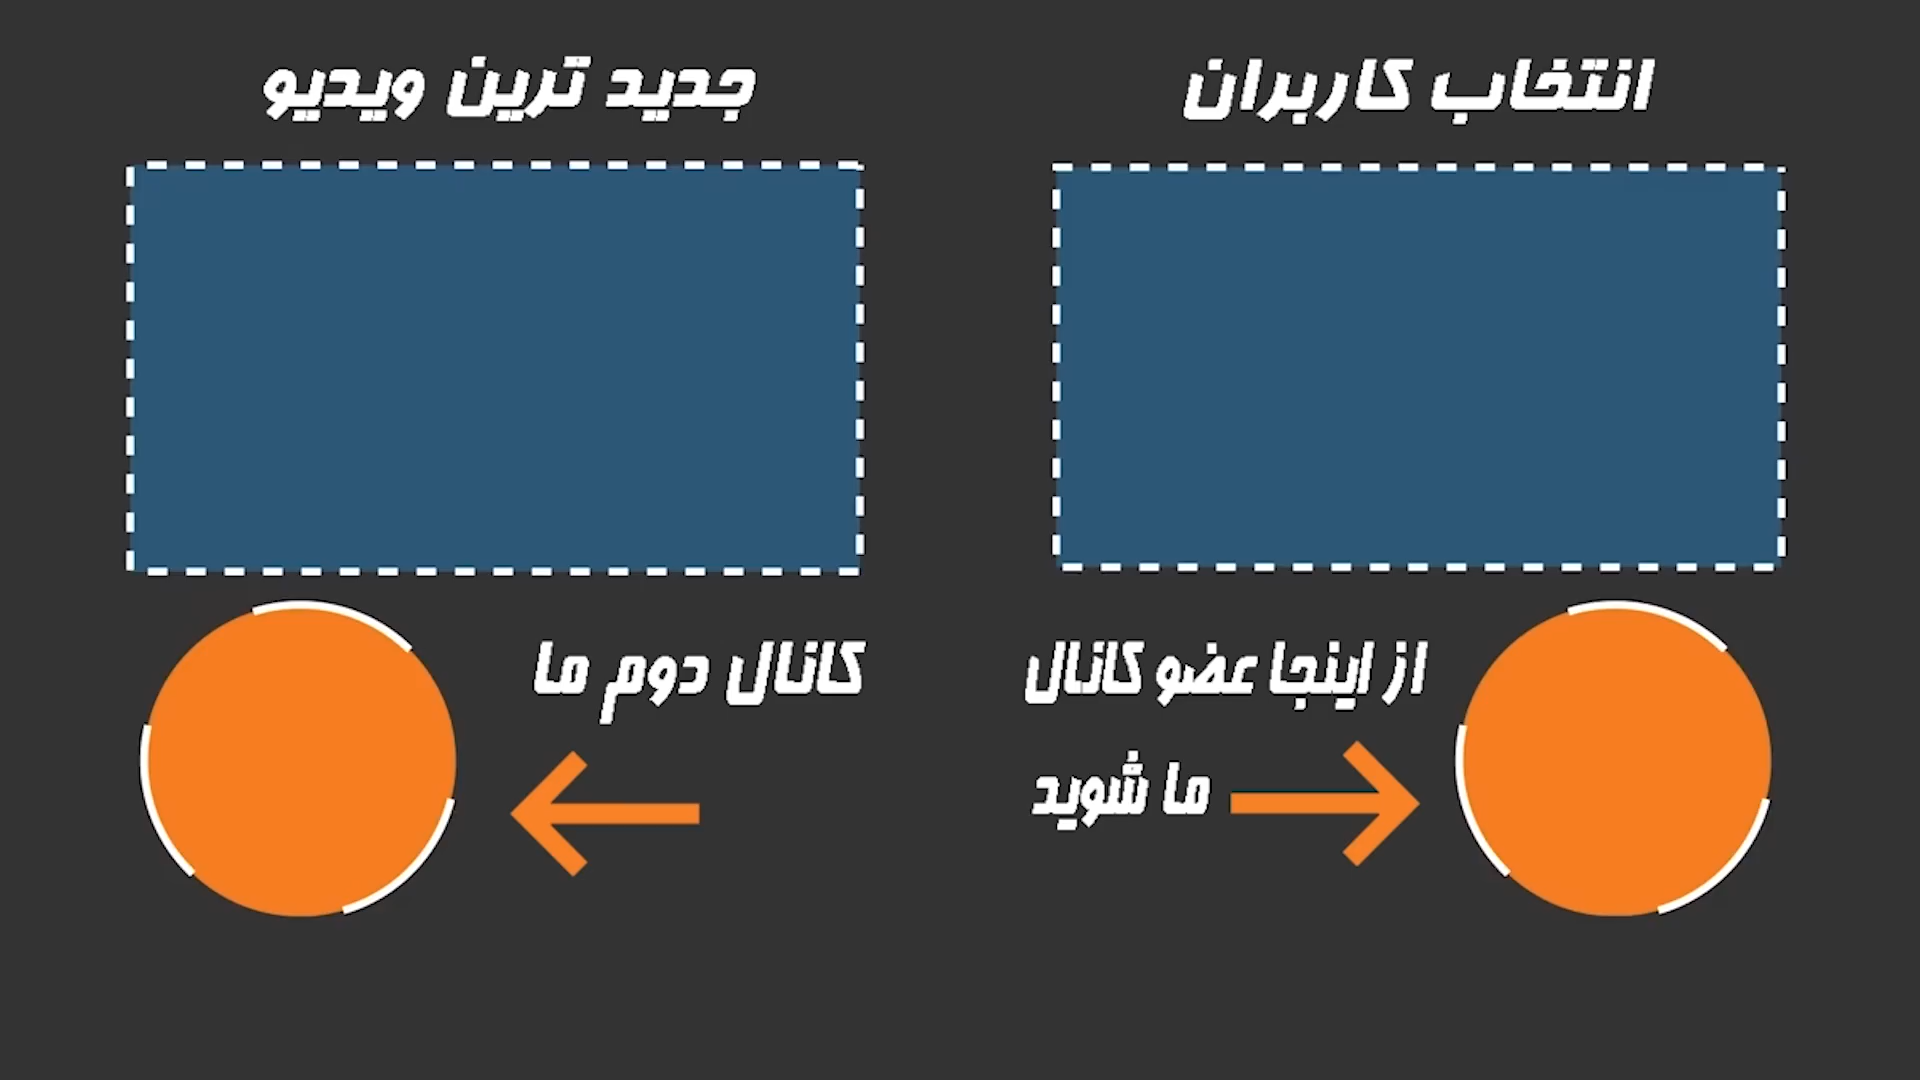 انتخاب کاربران
جدید ترین ویدیو
از اینجا عضو کانال
ما شوید
کانال دوم ما